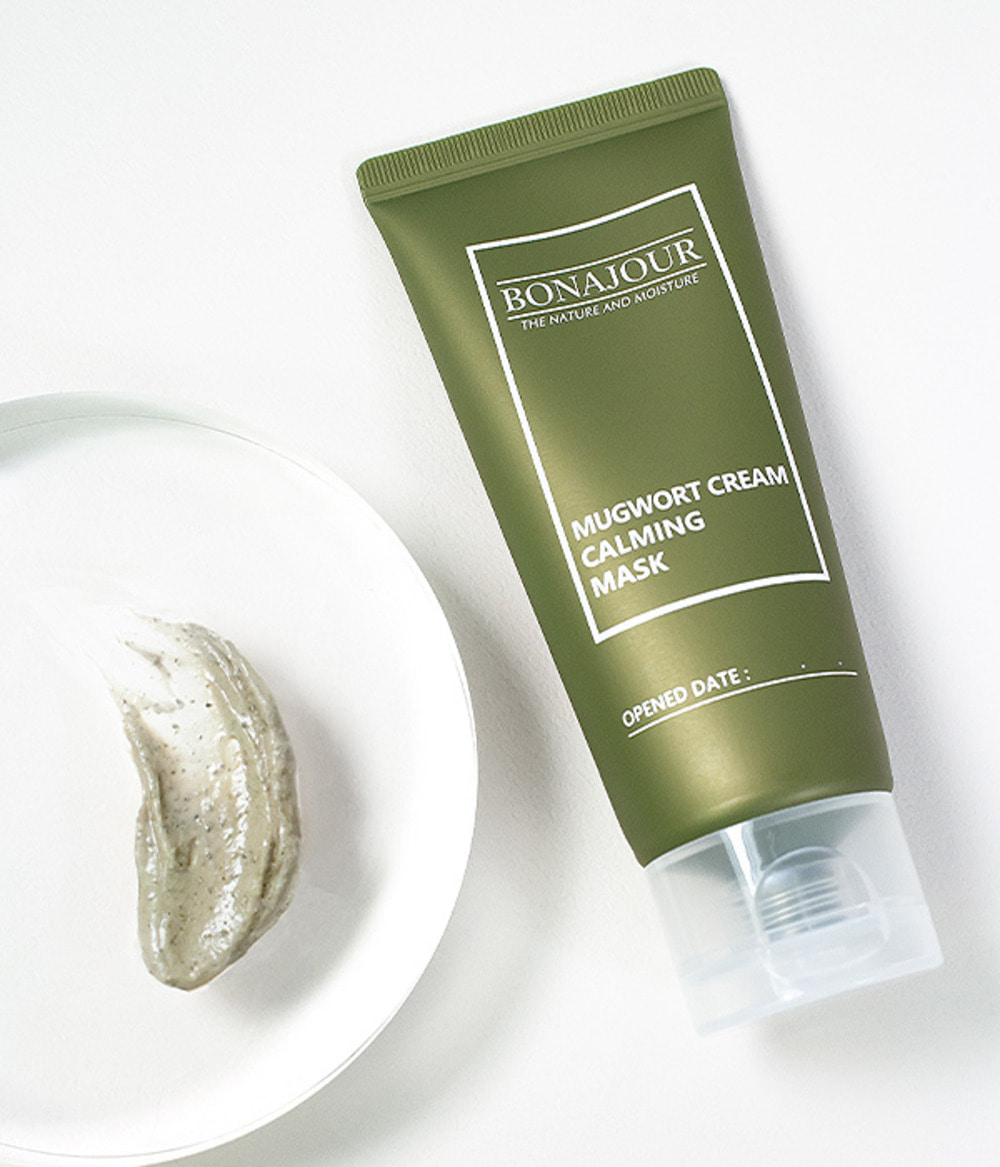 BONAJOUR
THE NATURE AND MOISTURE
MUGWORT CREAM
CALMING
MASK
OPENED DATE : . .